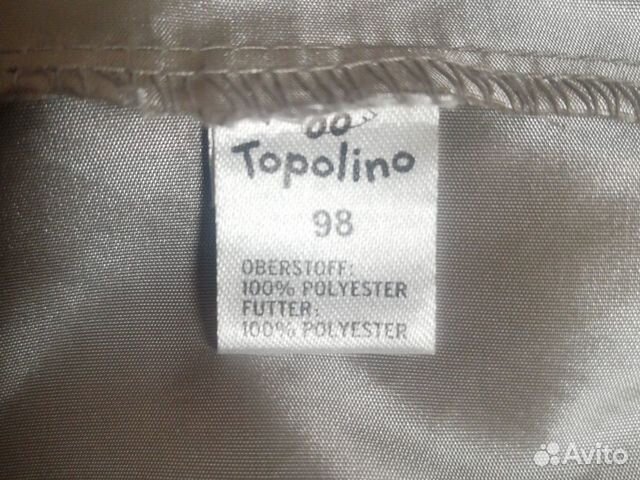 Topolino
98
OBERSTOFF:
100% POLYESTER
FUTTER:
100% POLYESTER
Avito